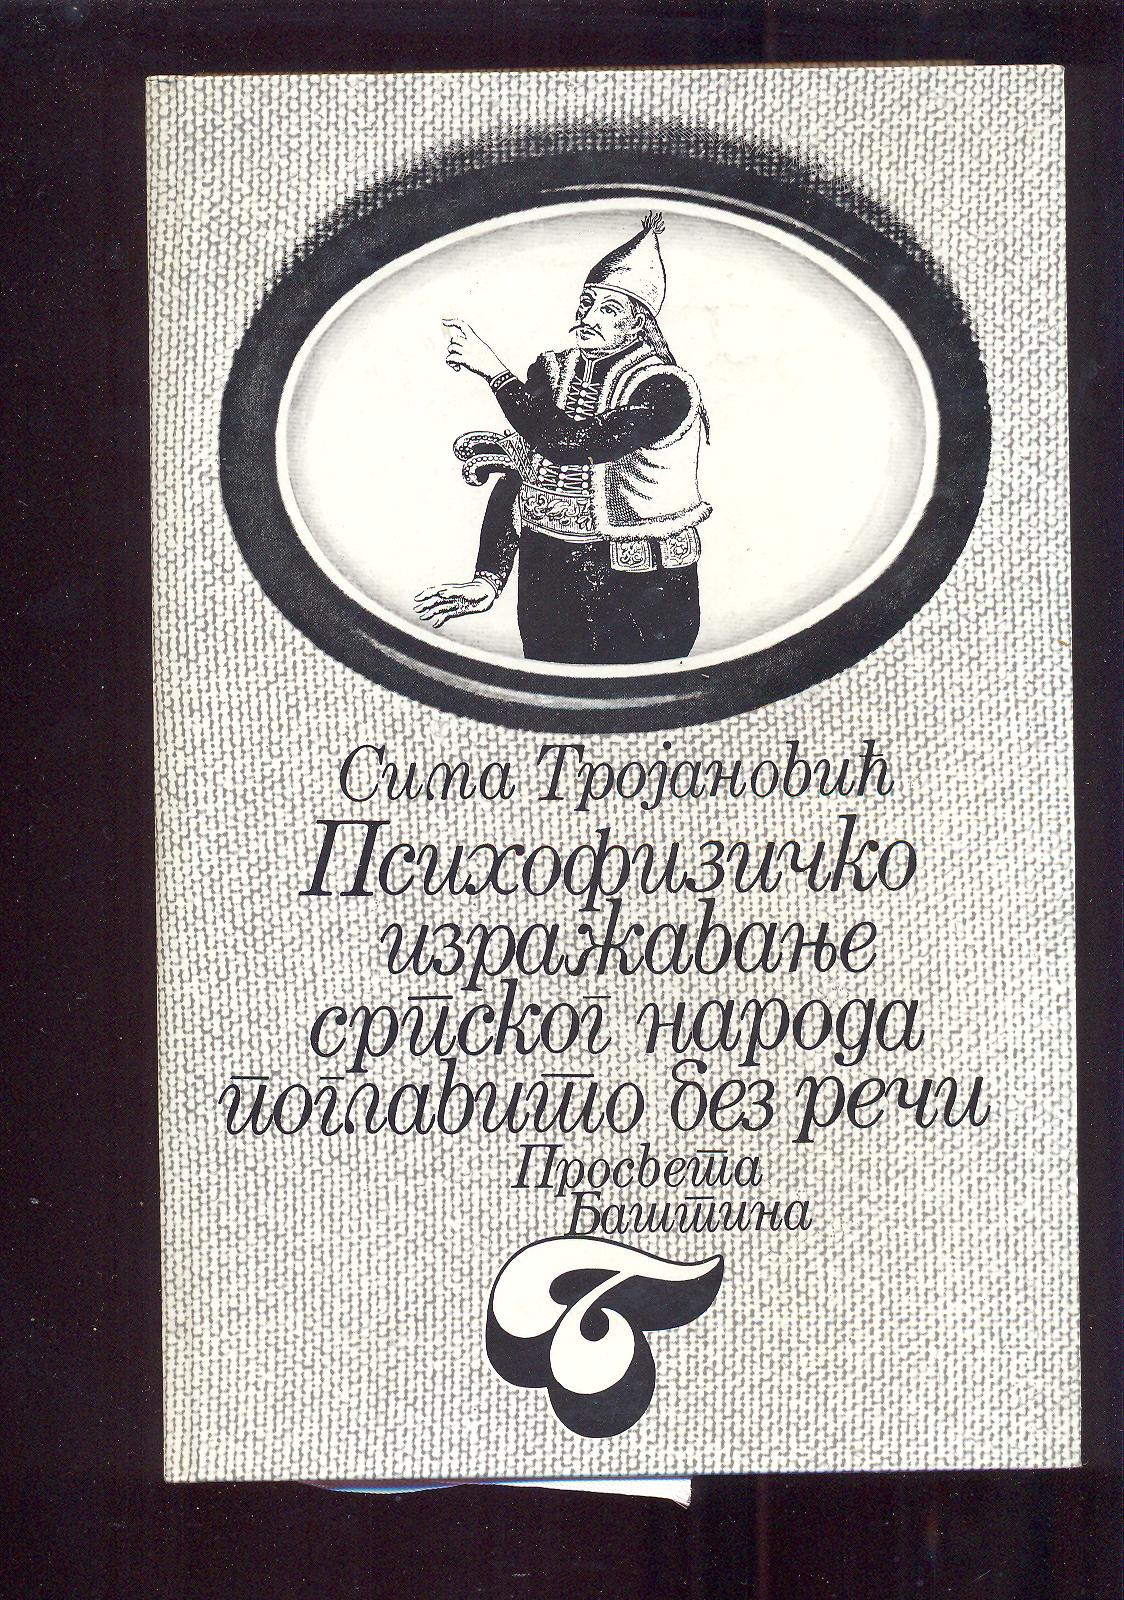 Сима Тројановић
Психофизичко
изражавање
српског народа
поглавито без речи
Просвета
Баштина
Б